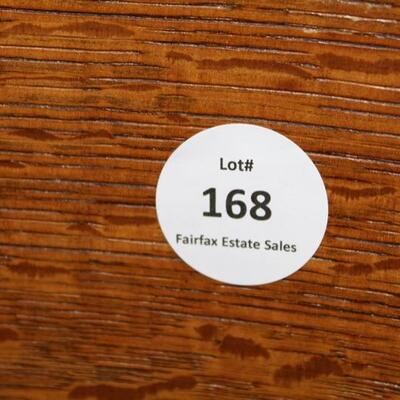 Lot#
168
Fairfax Estate Sales